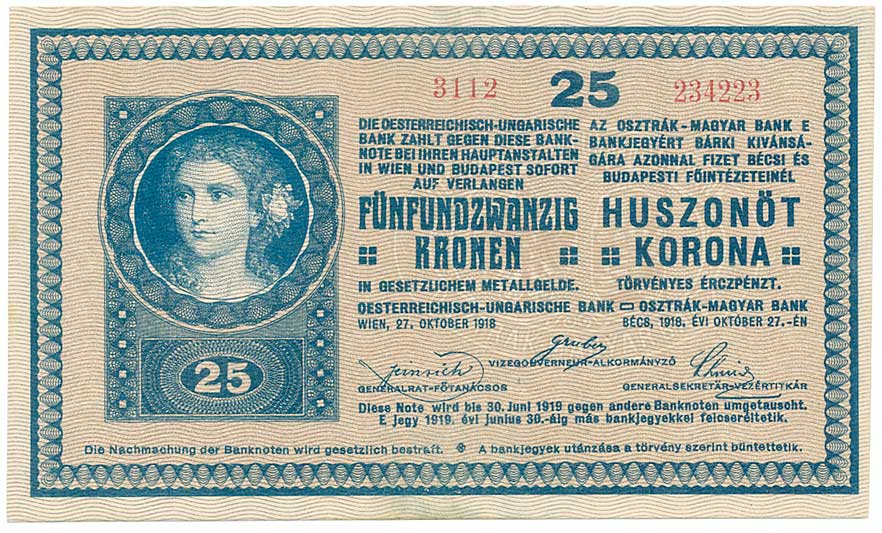 3112 25 234223
DIE OESTERREICHISCH-UNGARISCHE
BANK ZAHLT GEGEN DIESE BANK-
NOTE BEI IHREN HAUPTANSTALTEN
IN WIEN UND BUDAPEST SOFORT
AUF VERLANGEN
FÜNFUNDZWANZIG
KRONEN
IN GESETZLICHEM METALLGELDE.
OESTERREICHISCH-UNGARISCHE BANK
WIEN, 27. OKTOBER 1918
AZ OSZTRÁK-MAGYAR BANK E
BANKJEGYÉRT BÁRKI KIVÁNSÁ-
GÁRA AZONNAL FIZET BÉCSI ÉS
BUDAPESTI FŐINTÉZETEINÉL
HUSZONÖT
KORONA
TÖRVÉNYES ÉRCZPÉNZT.
OSZTRÁK-MAGYAR BANK
BÉCS, 1918. ÉVI OKTÓBER 27.-ÉN
Gruber
VIZEGOUVERNEUR-ALKORMÁNYZÓ
Schmid
GENERALRAT-FŐTANÁCSOS
GENERALSEKRETÄR-VEZÉRTITKÁR
25
Diese Note wird bis 30. Juni 1919 gegen andere Banknoten umgetauscht.
E jegy 1919. évi junius 30.-áig más bankjegyekkel felcseréltetik.
Die Nachmachung der Banknoten wird gesetzlich bestraft.
A bankjegyek utánzása a törvény szerint büntettetik.